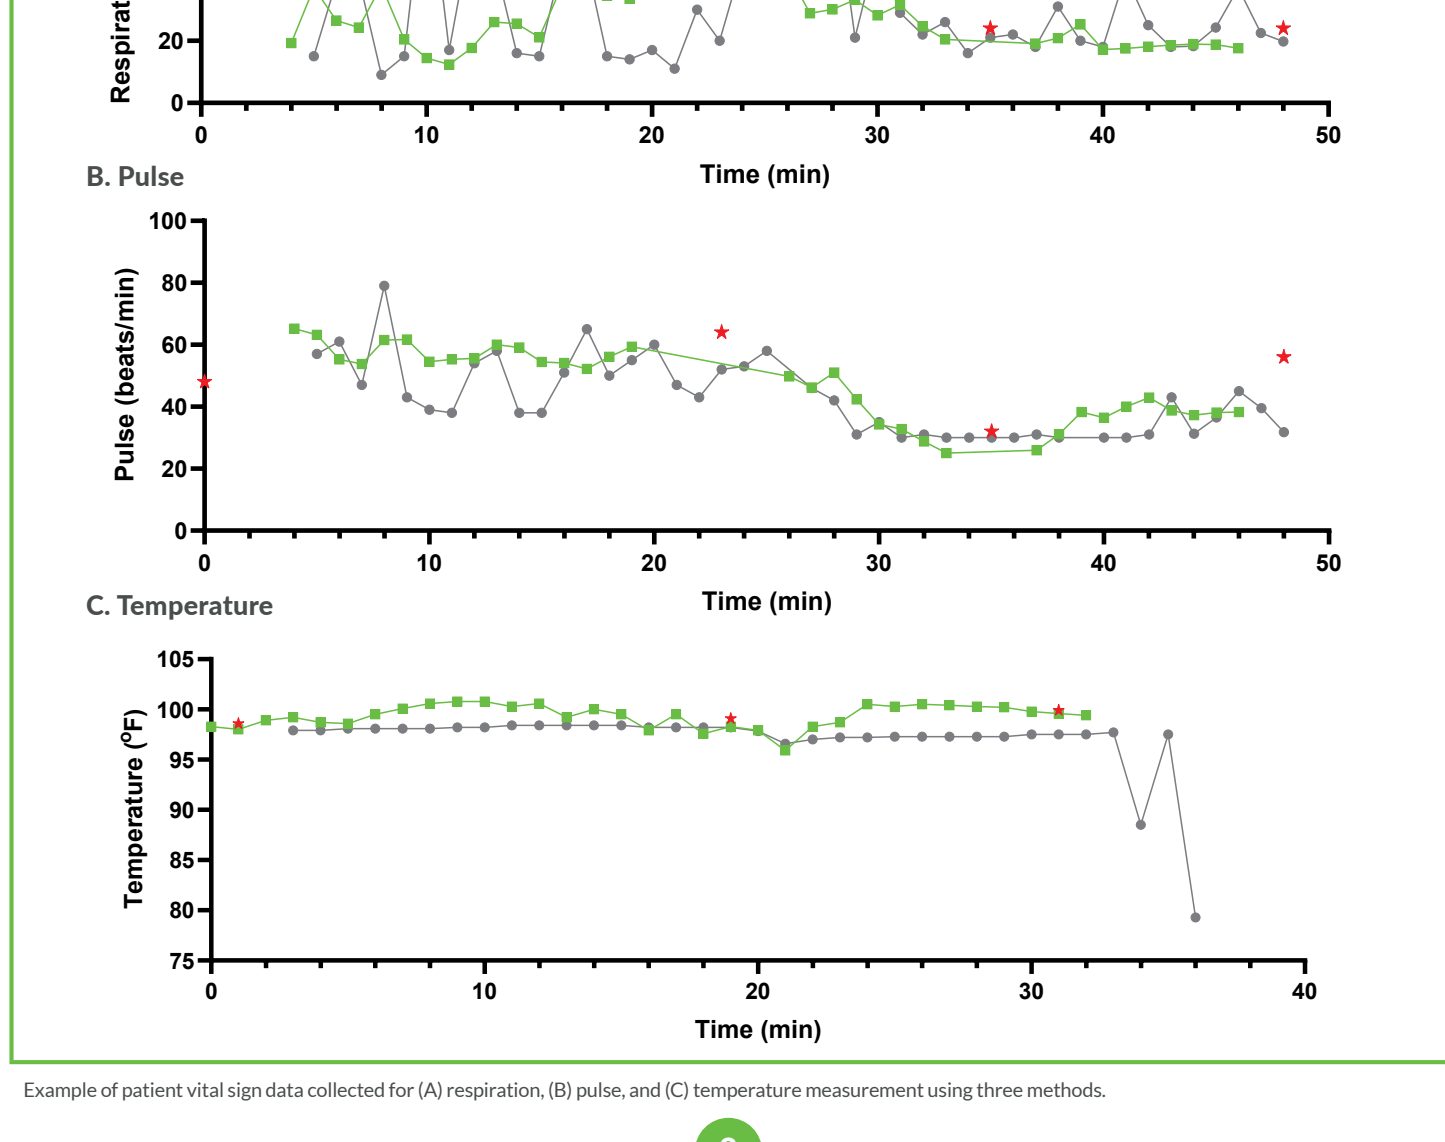 Respirat
20
0
0 10 20 30 40 50
Time (min)
B. Pulse
100
80
60
40
20
0
Pulse (beats/min)
0 10 20 30 40 50
Time (min)
C. Temperature
105
100
95
90
85
80
75
Temperature (⁰F)
0 10 20 30 40
Time (min)
Example of patient vital sign data collected for (A) respiration, (B) pulse, and (C) temperature measurement using three methods.